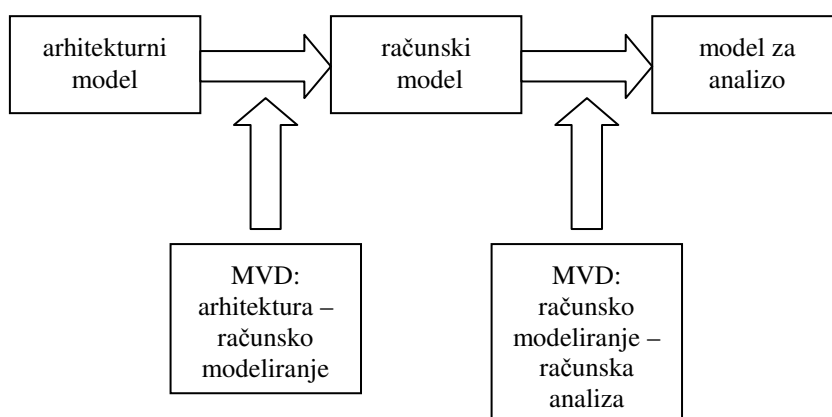 arhitekturni
model
računski
model
model za
analizo
MVD:
arhitektura –
računsko
modeliranje
MVD:
računsko
modeliranje –
računska
analiza